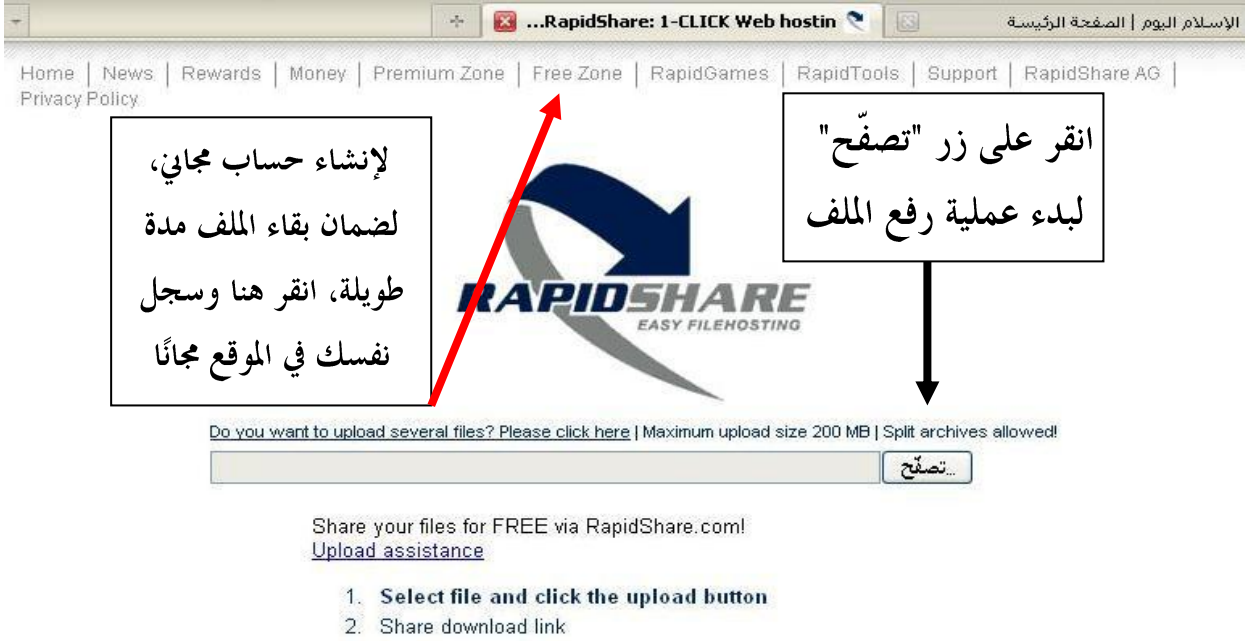 الإسلام اليوم | الصفحة الرئيسة
RapidShare: 1-CLICK Web hostin...
Home | News | Rewards | Money | Premium Zone | Free Zone | RapidGames | RapidTools | Support | RapidShare AG |
Privacy Policy
انقر على زر "تصفّح"
لبدء عملية رفع الملف
لإنشاء حساب مجاني،
لضمان بقاء الملف مدة
طويلة، انقر هنا وسجل
نفسك في الموقع مجانًا
RAPIDSHARE
EASY FILEHOSTING
Do you want to upload several files? Please click here | Maximum upload size 200 MB | Split archives allowed!
تصفّح...
Share your files for FREE via RapidShare.com!
Upload assistance
1. Select file and click the upload button
2. Share download link